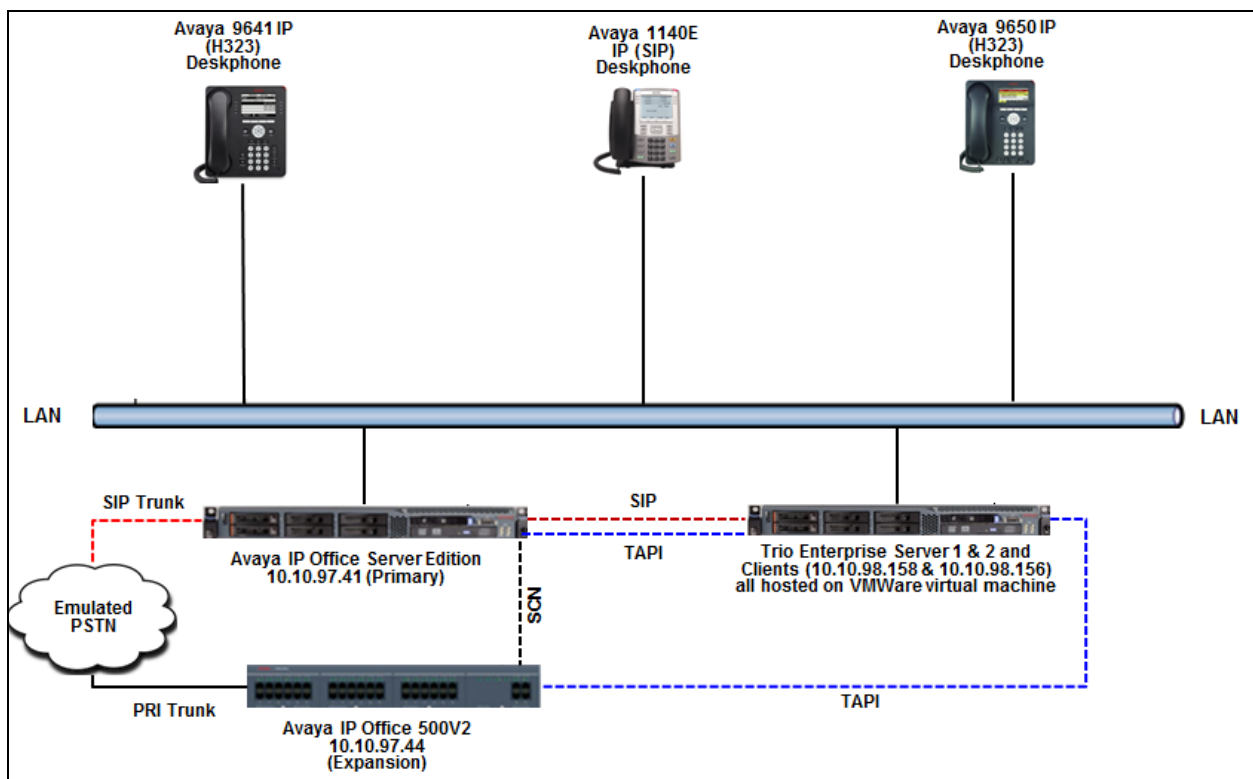 Avaya 9641 IP
(H323)
Deskphone
Avaya 1140E
IP (SIP)
Deskphone
Avaya 9650 IP
(H323)
Deskphone
LAN
LAN
SIP Trunk
SIP
TAPI
Avaya IP Office Server Edition
10.10.97.41 (Primary)
Trio Enterprise Server 1 & 2 and
Clients (10.10.98.158 & 10.10.98.156)
all hosted on VMWare virtual machine
Emulated
PSTN
SCN
PRI Trunk
TAPI
Avaya IP Office 500V2
10.10.97.44
(Expansion)